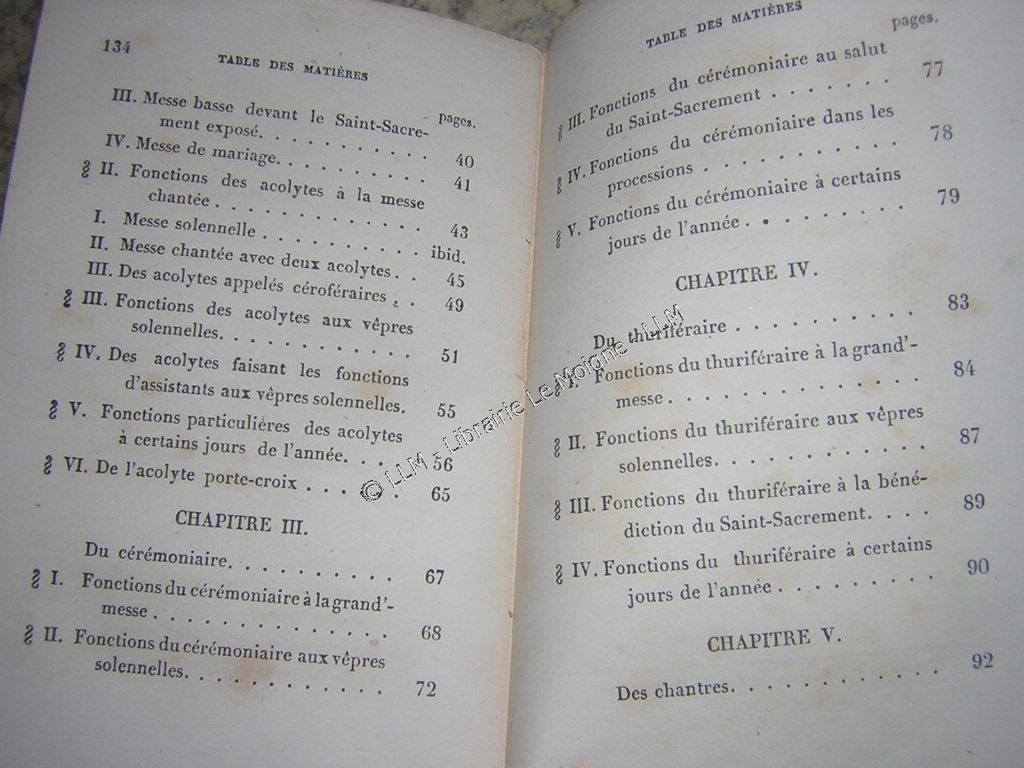 134
TABLE DES MATIÈRES
pages.
III. Messe basse devant le Saint-Sacre-
ment exposé. . . . . . . . . . . 40
IV. Messe de mariage. . . . . . . . . . 41
§ II. Fonctions des acolytes à la messe
chantée . . . . . . . . . . . . . 43
I. Messe solennelle . . . . . . . . . ibid.
II. Messe chantée avec deux acolytes . . 45
III. Des acolytes appelés céroféraires . . 49
§ III. Fonctions des acolytes aux vêpres
solennelles. . . . . . . . . . . . 51
§ IV. Des acolytes faisant les fonctions
d'assistants aux vêpres solennelles. 55
§ V. Fonctions particulières des acolytes
à certains jours de l'année. . . . 56
§ VI. De l'acolyte porte-croix . . . . . 65
CHAPITRE III.
Du cérémoniaire. . . . . . . . . . 67
§ I. Fonctions du cérémoniaire à la grand'-
messe . . . . . . . . . . . . . . 68
§ II. Fonctions du cérémoniaire aux vêpres
solennelles. . . . . . . . . . . . 72
TABLE DES MATIÈRES
pages.
§ III. Fonctions du cérémoniaire au salut
du Saint-Sacrement . . . . . . . 77
§ IV. Fonctions du cérémoniaire dans les
processions . . . . . . . . . . . 78
§ V. Fonctions du cérémoniaire à certains
jours de l'année . . . . . . . . . 79
CHAPITRE IV.
Du thuriféraire . . . . . . . . . . 83
Fonctions du thuriféraire à la grand'-
messe . . . . . . . . . . . . . . 84
§ II. Fonctions du thuriféraire aux vêpres
solennelles. . . . . . . . . . . . 87
§ III. Fonctions du thuriféraire à la béné-
diction du Saint-Sacrement. . . . 89
§ IV. Fonctions du thuriféraire à certains
jours de l'année . . . . . . . . . 90
CHAPITRE V.
Des chantres. . . . . . . . . . . . 92
© LLM - Librairie Le Moigne - LLM